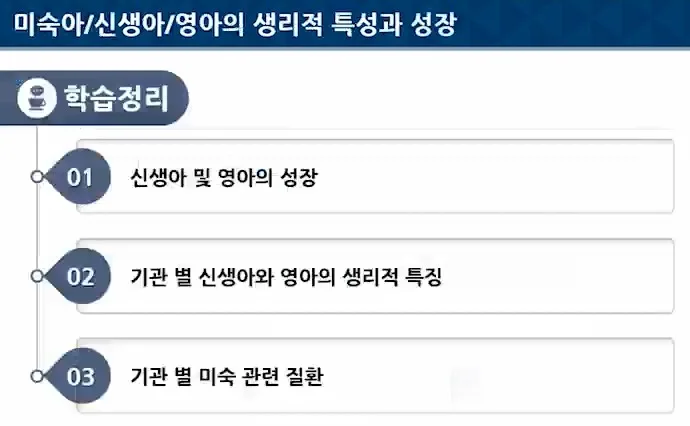 미숙아/신생아/영아의 생리적 특성과 성장
학습정리
01 신생아 및 영아의 성장
02 기관 별 신생아와 영아의 생리적 특징
03 기관 별 미숙 관련 질환